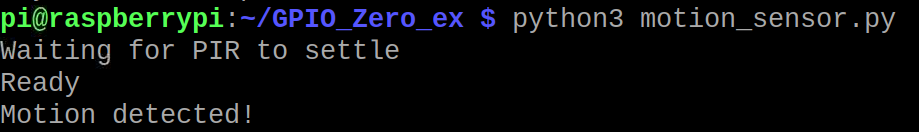 pi@raspberrypi:~/GPIO_Zero_ex $ python3 motion_sensor.py
Waiting for PIR to settle
Ready
Motion detected!